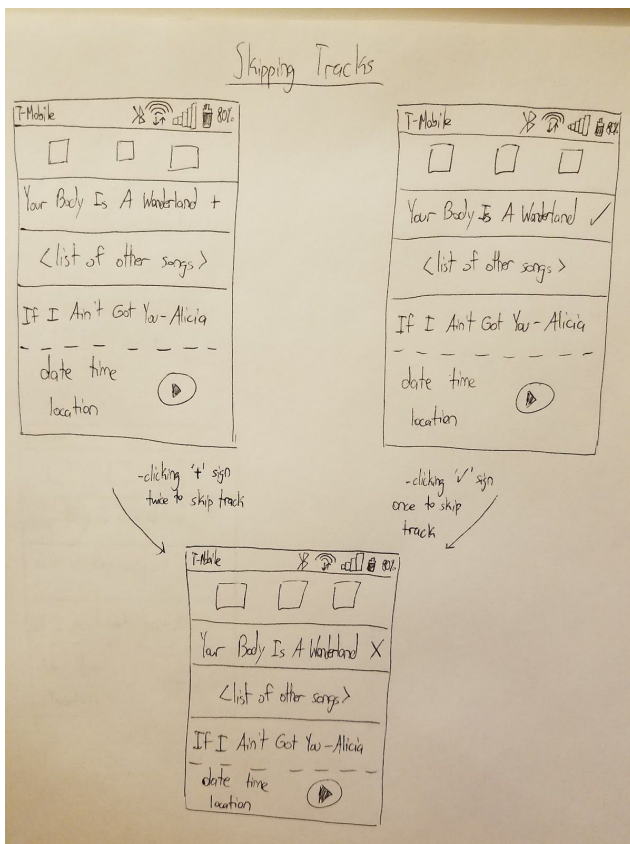 Skipping Tracks
T-Mobile 80%
Your Body Is A Wonderland +
<list of other songs>
If I Ain't Got You-Alicia
date time
location
T-Mobile 80%
Your Body Is A Wonderland ✓
<list of other songs>
If I Ain't Got You-Alicia
date time
location
-clicking '+' sign
twice to skip track
-clicking '✓' sign
once to skip
track
T-Mobile 80%
Your Body Is A Wonderland X
<list of other songs>
If I Ain't Got You-Alicia
date time
location